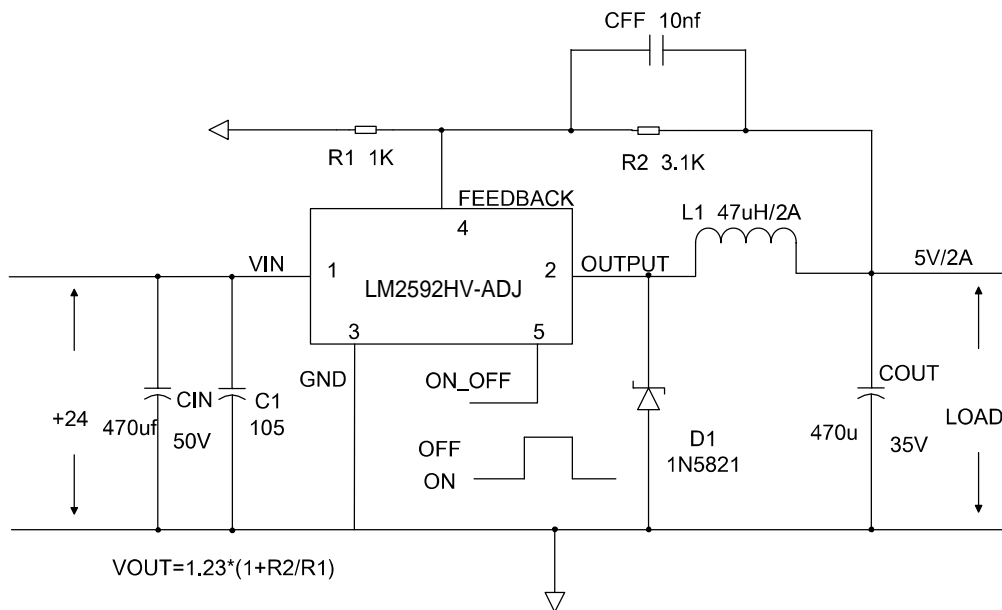 CFF 10nf
R1 1K
R2 3.1K
FEEDBACK
4
L1 47uH/2A
VIN
1
LM2592HV-ADJ
2
OUTPUT
5V/2A
3
5
GND
ON_OFF
+24
470uf
CIN
50V
C1
105
OFF
ON
D1
1N5821
COUT
470u
35V
LOAD
VOUT=1.23*(1+R2/R1)